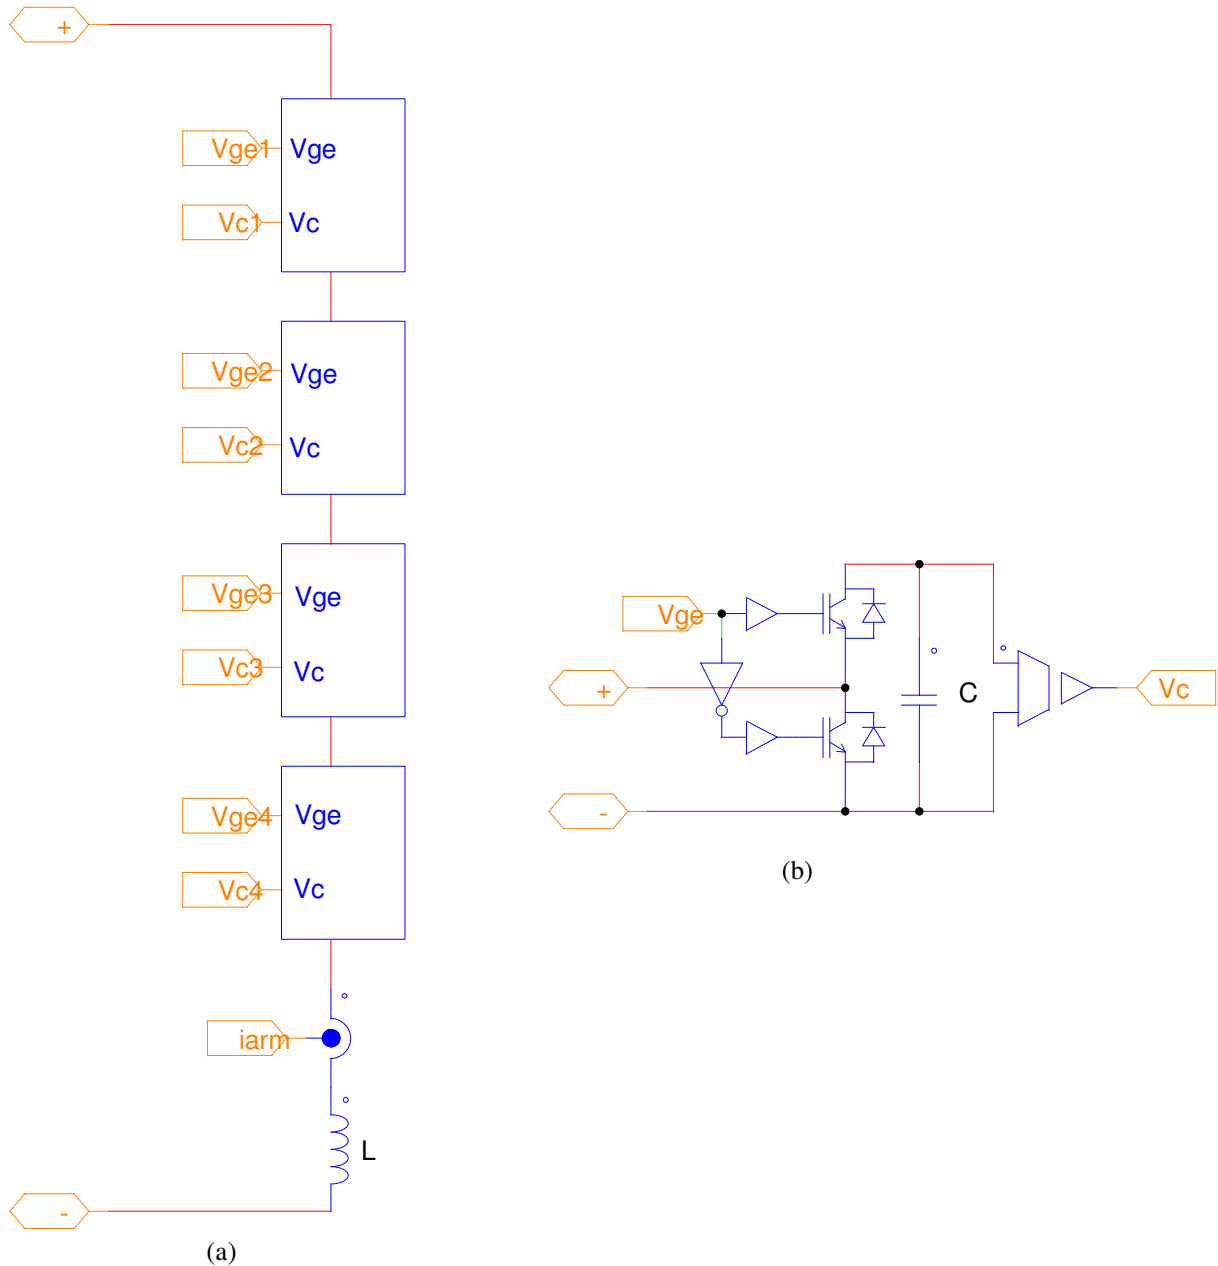 +
Vge1 Vge
Vc1 Vc
Vge2 Vge
Vc2 Vc
Vge3 Vge
Vc3 Vc
Vge4 Vge
Vc4 Vc
iarm
L
-
(a)
Vge
+
C
Vc
-
(b)